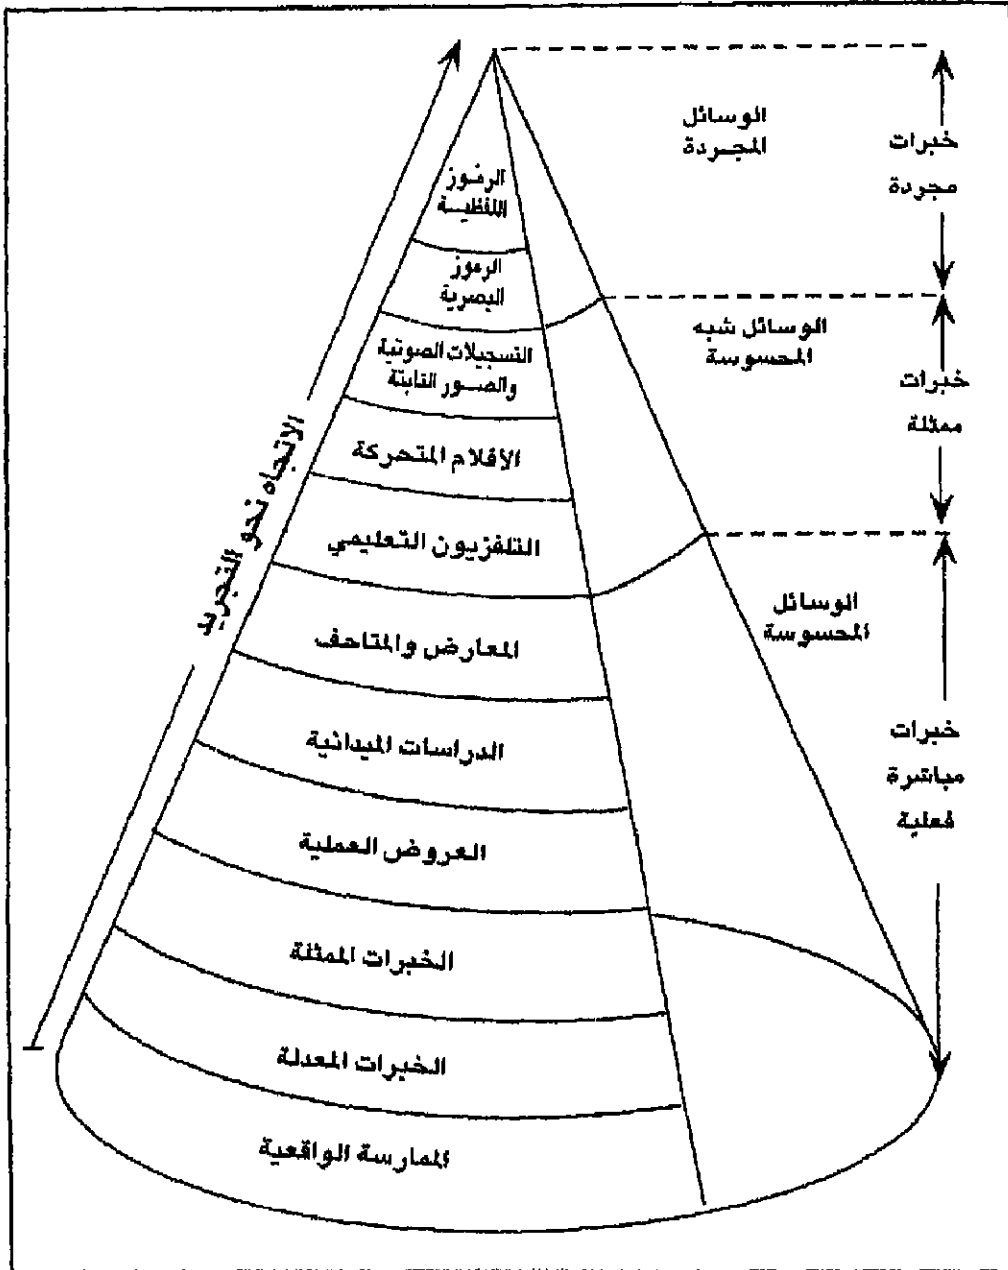 الوسائل
المجردة
خبرات
مجردة
الرموز
اللفظية
الرموز
البصرية
الوسائل شبه
المحسوسة
خبرات
ممثلة
التسجيلات الصوتية
والصور الثابتة
الأفلام المتحركة
التلفزيون التعليمي
الاتجاه نحو التجريد
الوسائل
المحسوسة
خبرات
مباشرة
فعلية
المعارض والمتاحف
الدراسات الميدانية
العروض العملية
الخبرات الممثلة
الخبرات المعدلة
الممارسة الواقعية